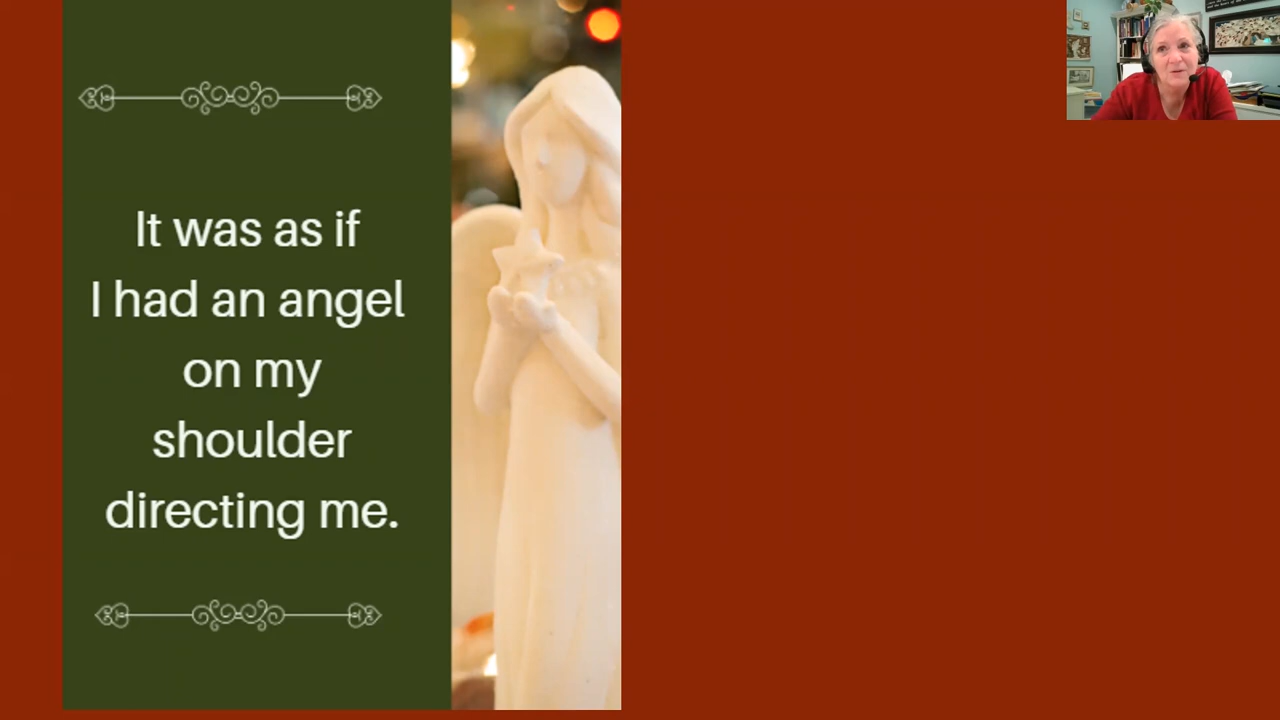 It was as if
I had an angel
on my
shoulder
directing me.